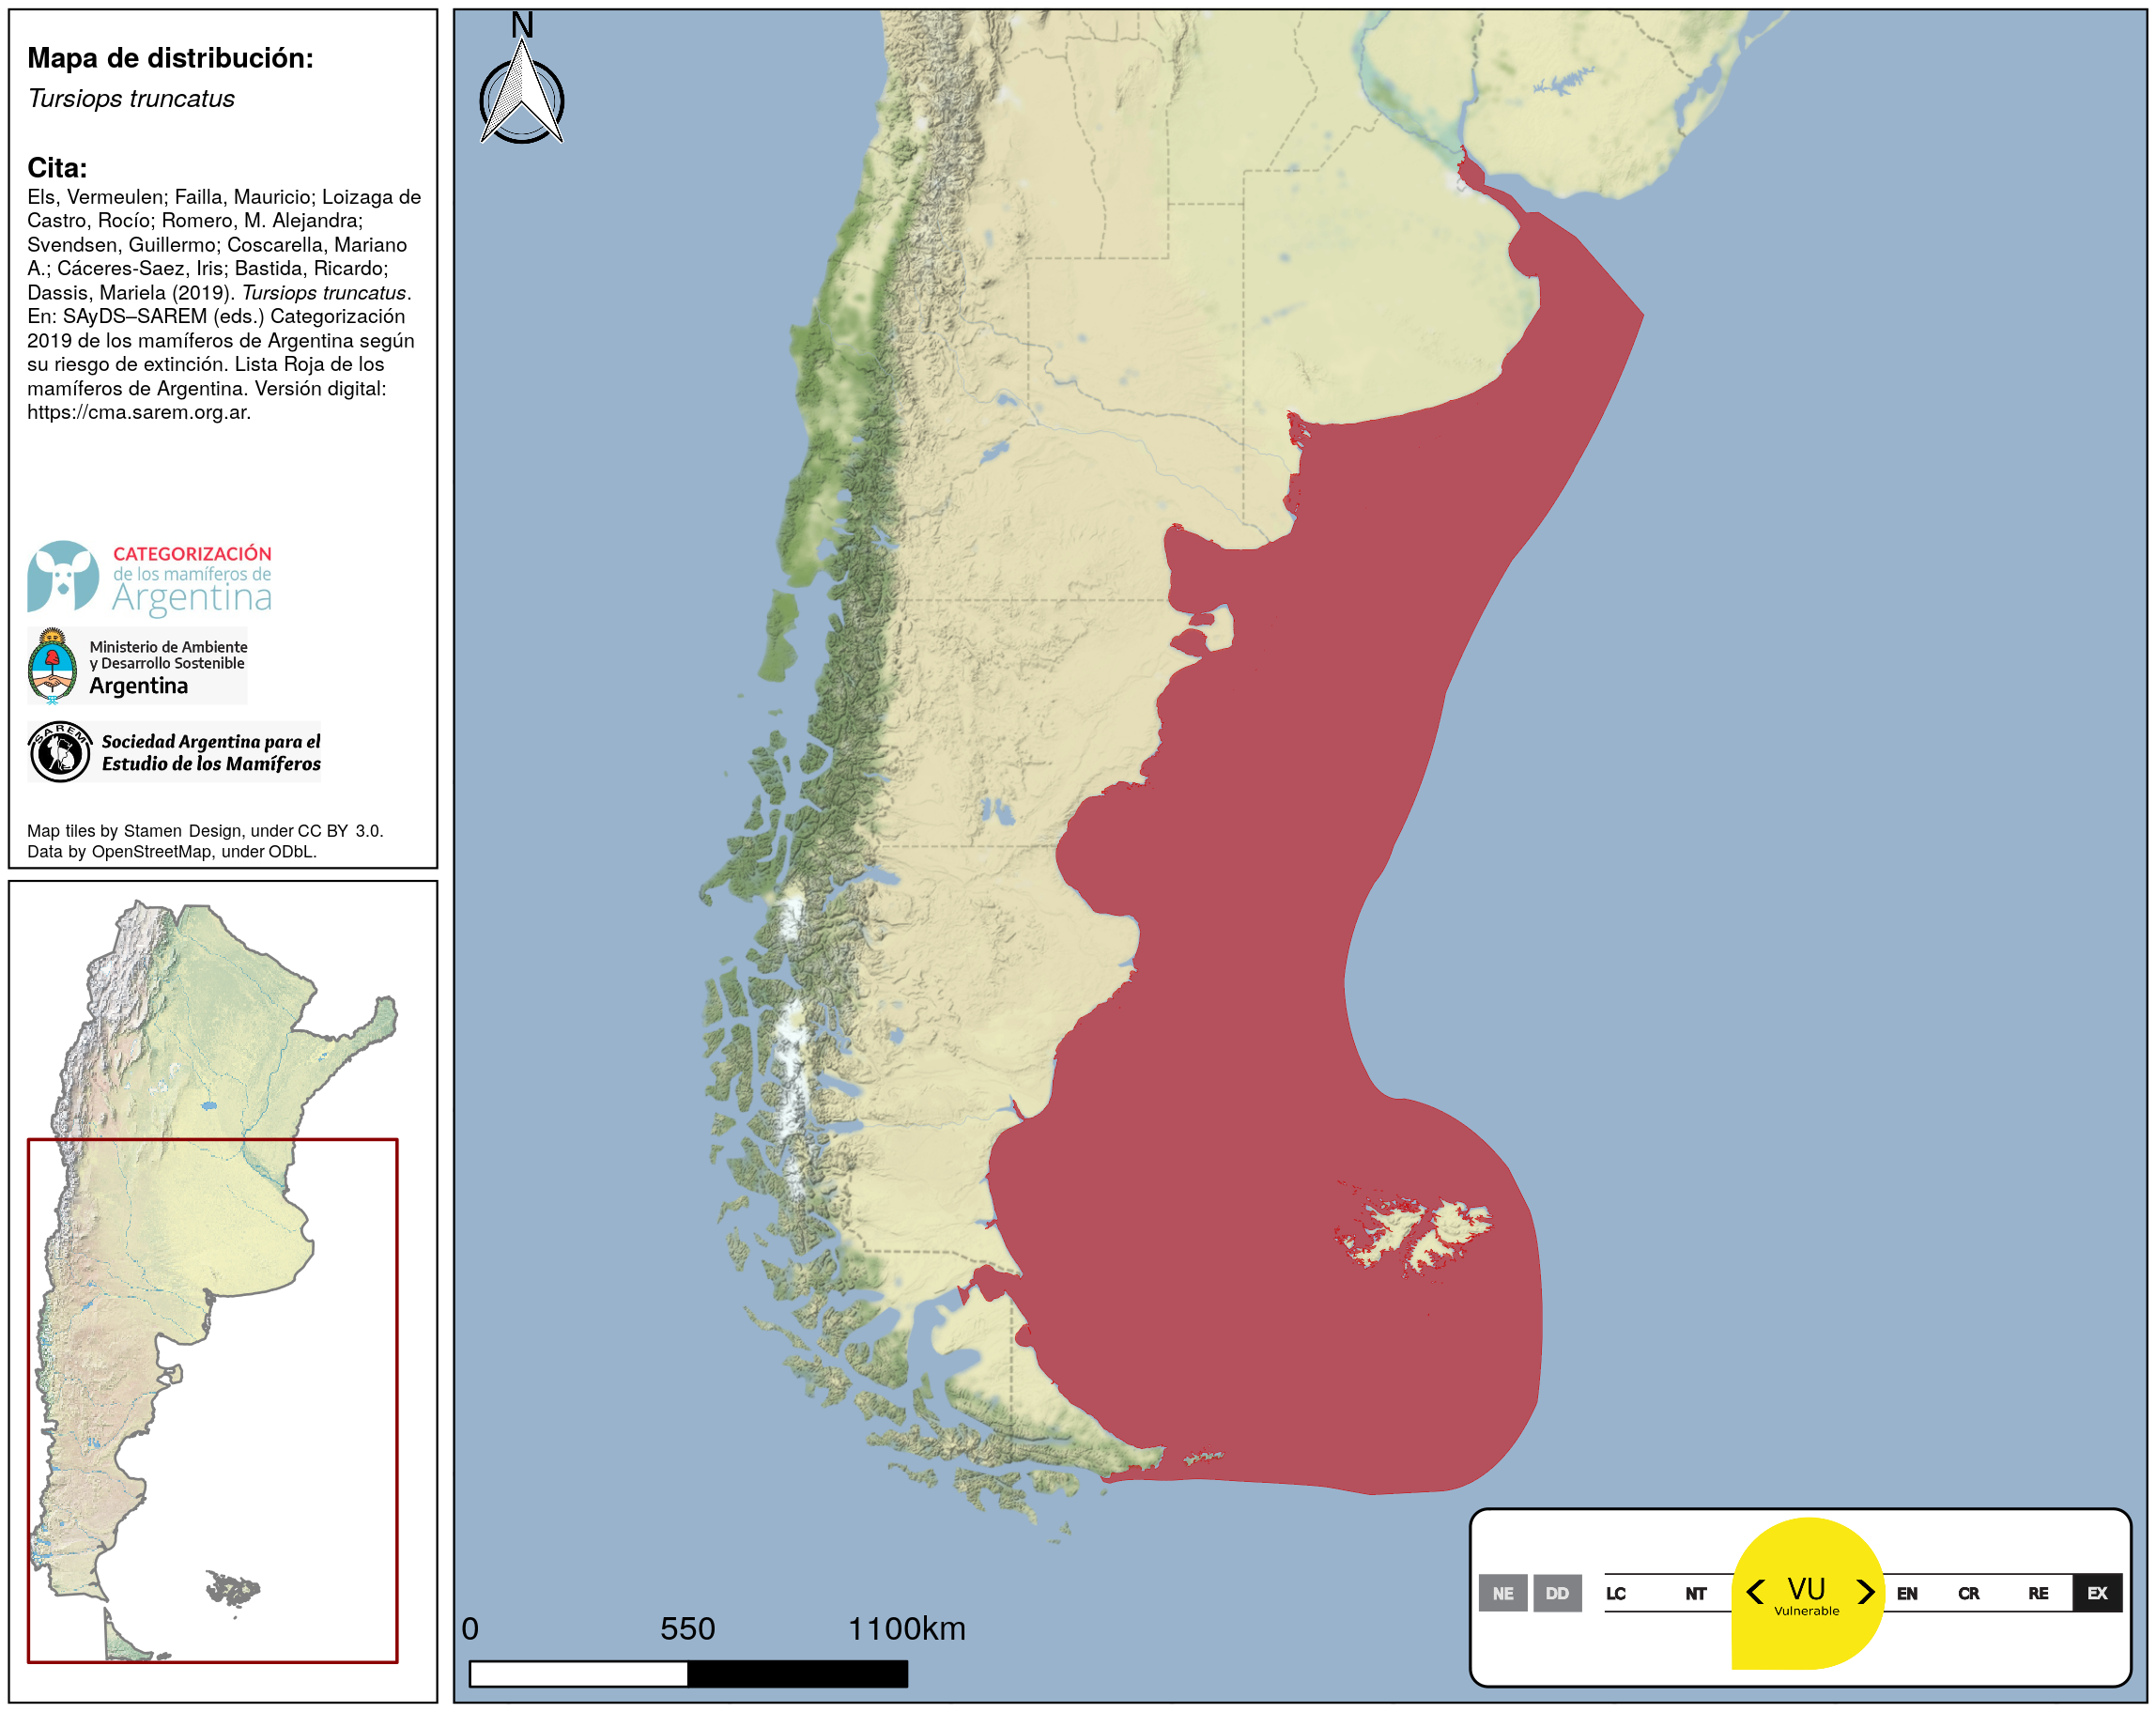 Mapa de distribución:
Tursiops truncatus
Cita:
Els, Vermeulen; Failla, Mauricio; Loizaga de
Castro, Rocío; Romero, M. Alejandra;
Svendsen, Guillermo; Coscarella, Mariano
A.; Cáceres-Saez, Iris; Bastida, Ricardo;
Dassis, Mariela (2019). Tursiops truncatus.
En: SAyDS–SAREM (eds.) Categorización
2019 de los mamíferos de Argentina según
su riesgo de extinción. Lista Roja de los
mamíferos de Argentina. Versión digital:
https://cma.sarem.org.ar.
CATEGORIZACIÓN
de los mamíferos de
Argentina
Ministerio de Ambiente
y Desarrollo Sostenible
Argentina
SAREM
Sociedad Argentina para el
Estudio de los Mamíferos
Map tiles by Stamen Design, under CC BY 3.0.
Data by OpenStreetMap, under ODbL.
N
0 550 1100km
NE DD LC NT VU EN CR RE EX
Vulnerable